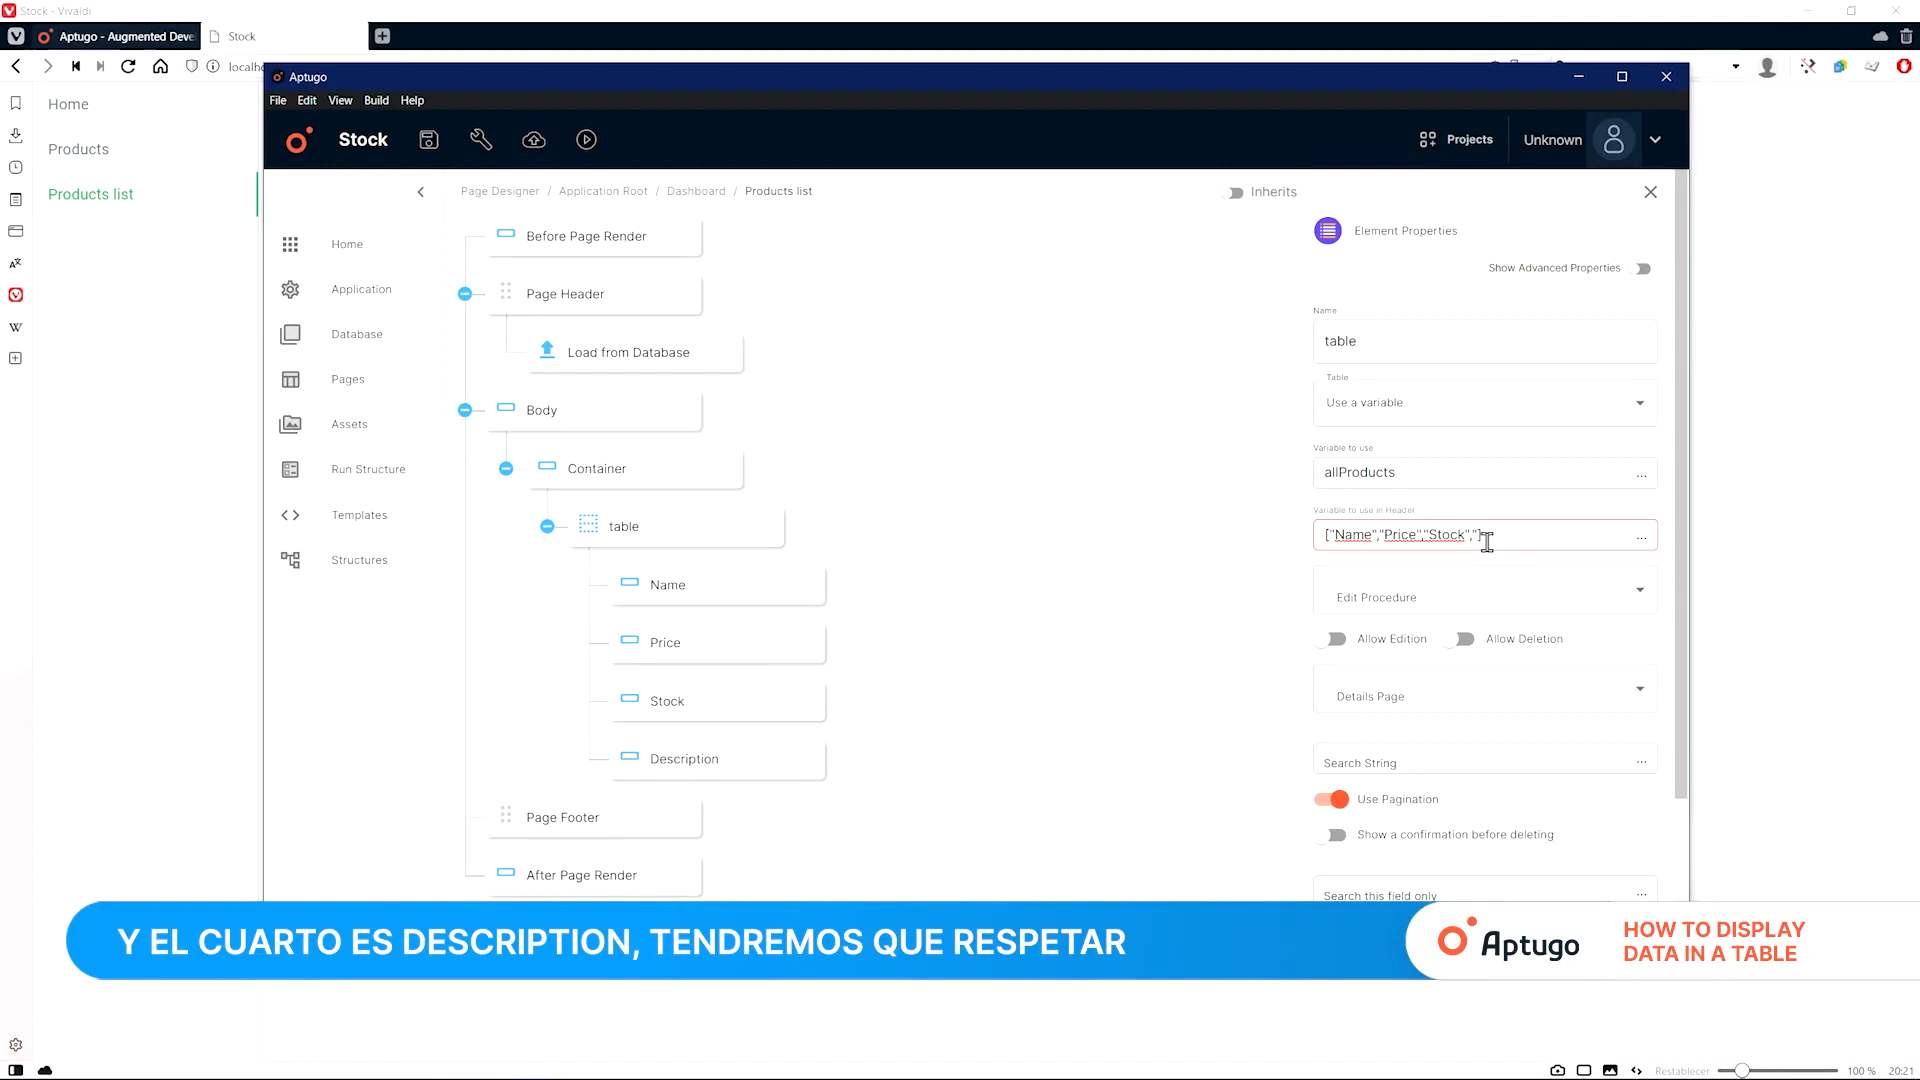 Stock - Vivaldi
Aptugo - Augmented Deve
Stock
localho
Home
Products
Products list
Aptugo
File Edit View Build Help
Stock
Projects
Unknown
Page Designer / Application Root / Dashboard / Products list
Inherits
Home
Application
Database
Pages
Assets
Run Structure
Templates
Structures
Before Page Render
Page Header
Load from Database
Body
Container
table
Name
Price
Stock
Description
Page Footer
After Page Render
Element Properties
Show Advanced Properties
Name
table
Table
Use a variable
Variable to use
allProducts
...
Variable to use in Header
["Name","Price","Stock","]
...
Edit Procedure
Allow Edition
Allow Deletion
Details Page
Search String
...
Use Pagination
Show a confirmation before deleting
Search this field only
...
Y EL CUARTO ES DESCRIPTION, TENDREMOS QUE RESPETAR
Aptugo
HOW TO DISPLAY
DATA IN A TABLE
Restablecer
100 %
20:21